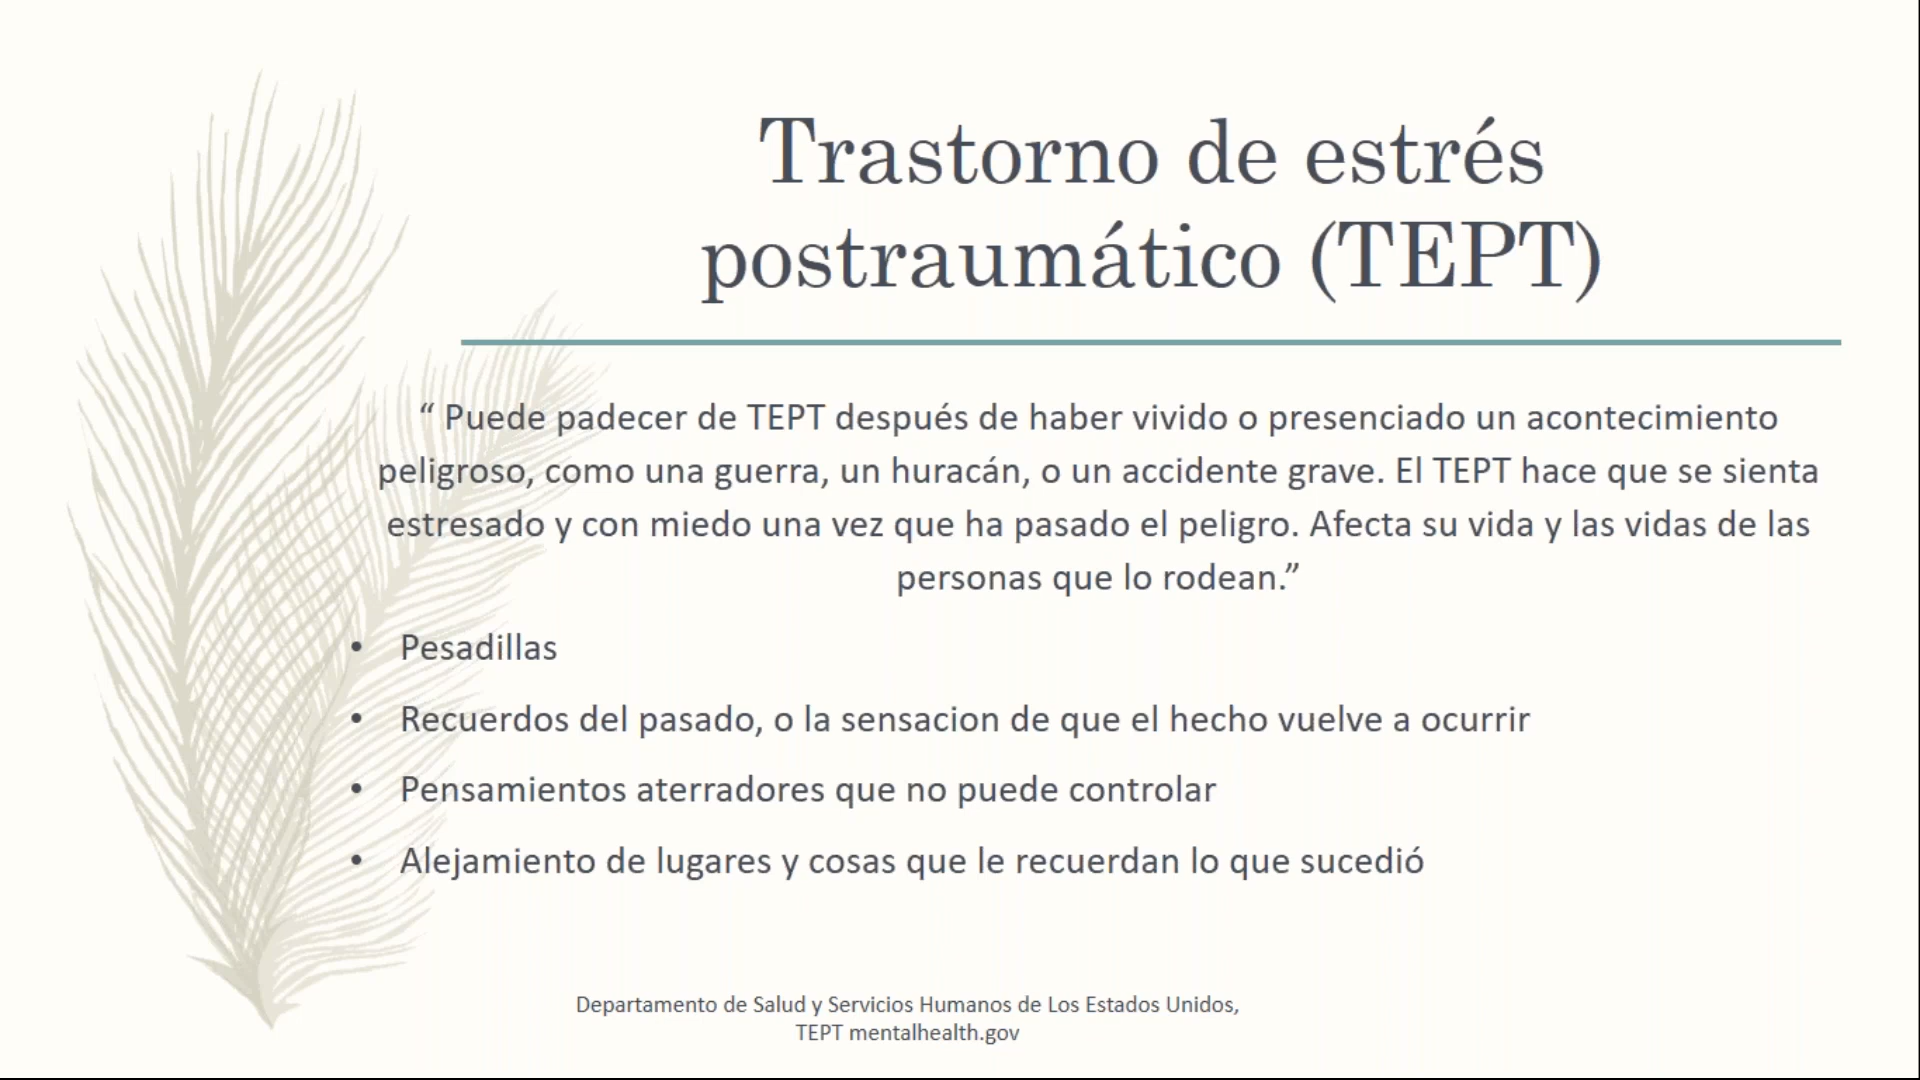 Trastorno de estrés
postraumático (TEPT)
“ Puede padecer de TEPT después de haber vivido o presenciado un acontecimiento
peligroso, como una guerra, un huracán, o un accidente grave. El TEPT hace que se sienta
estresado y con miedo una vez que ha pasado el peligro. Afecta su vida y las vidas de las
personas que lo rodean.”
• Pesadillas
• Recuerdos del pasado, o la sensacion de que el hecho vuelve a ocurrir
• Pensamientos aterradores que no puede controlar
• Alejamiento de lugares y cosas que le recuerdan lo que sucedió
Departamento de Salud y Servicios Humanos de Los Estados Unidos,
TEPT mentalhealth.gov